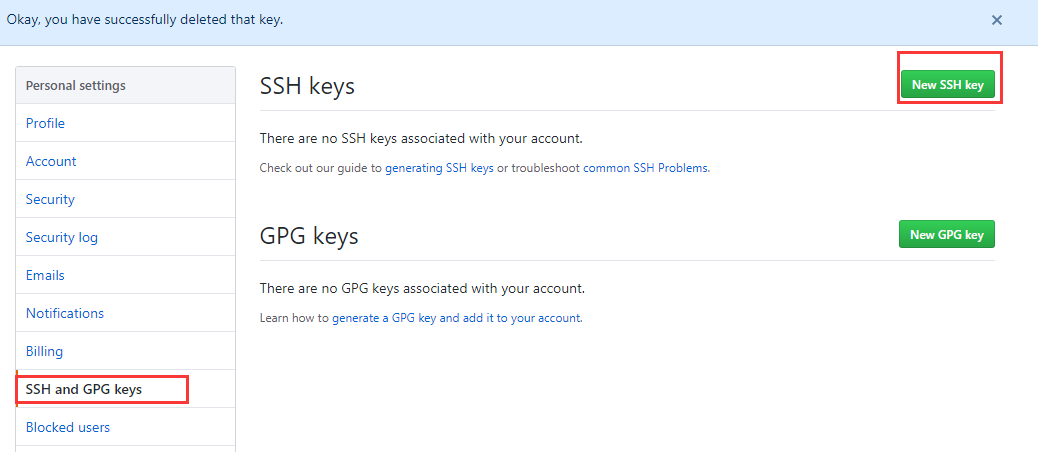 Okay, you have successfully deleted that key.
Personal settings
Profile
Account
Security
Security log
Emails
Notifications
Billing
SSH and GPG keys
Blocked users
SSH keys
New SSH key
There are no SSH keys associated with your account.
Check out our guide to generating SSH keys or troubleshoot common SSH Problems.
GPG keys
New GPG key
There are no GPG keys associated with your account.
Learn how to generate a GPG key and add it to your account.